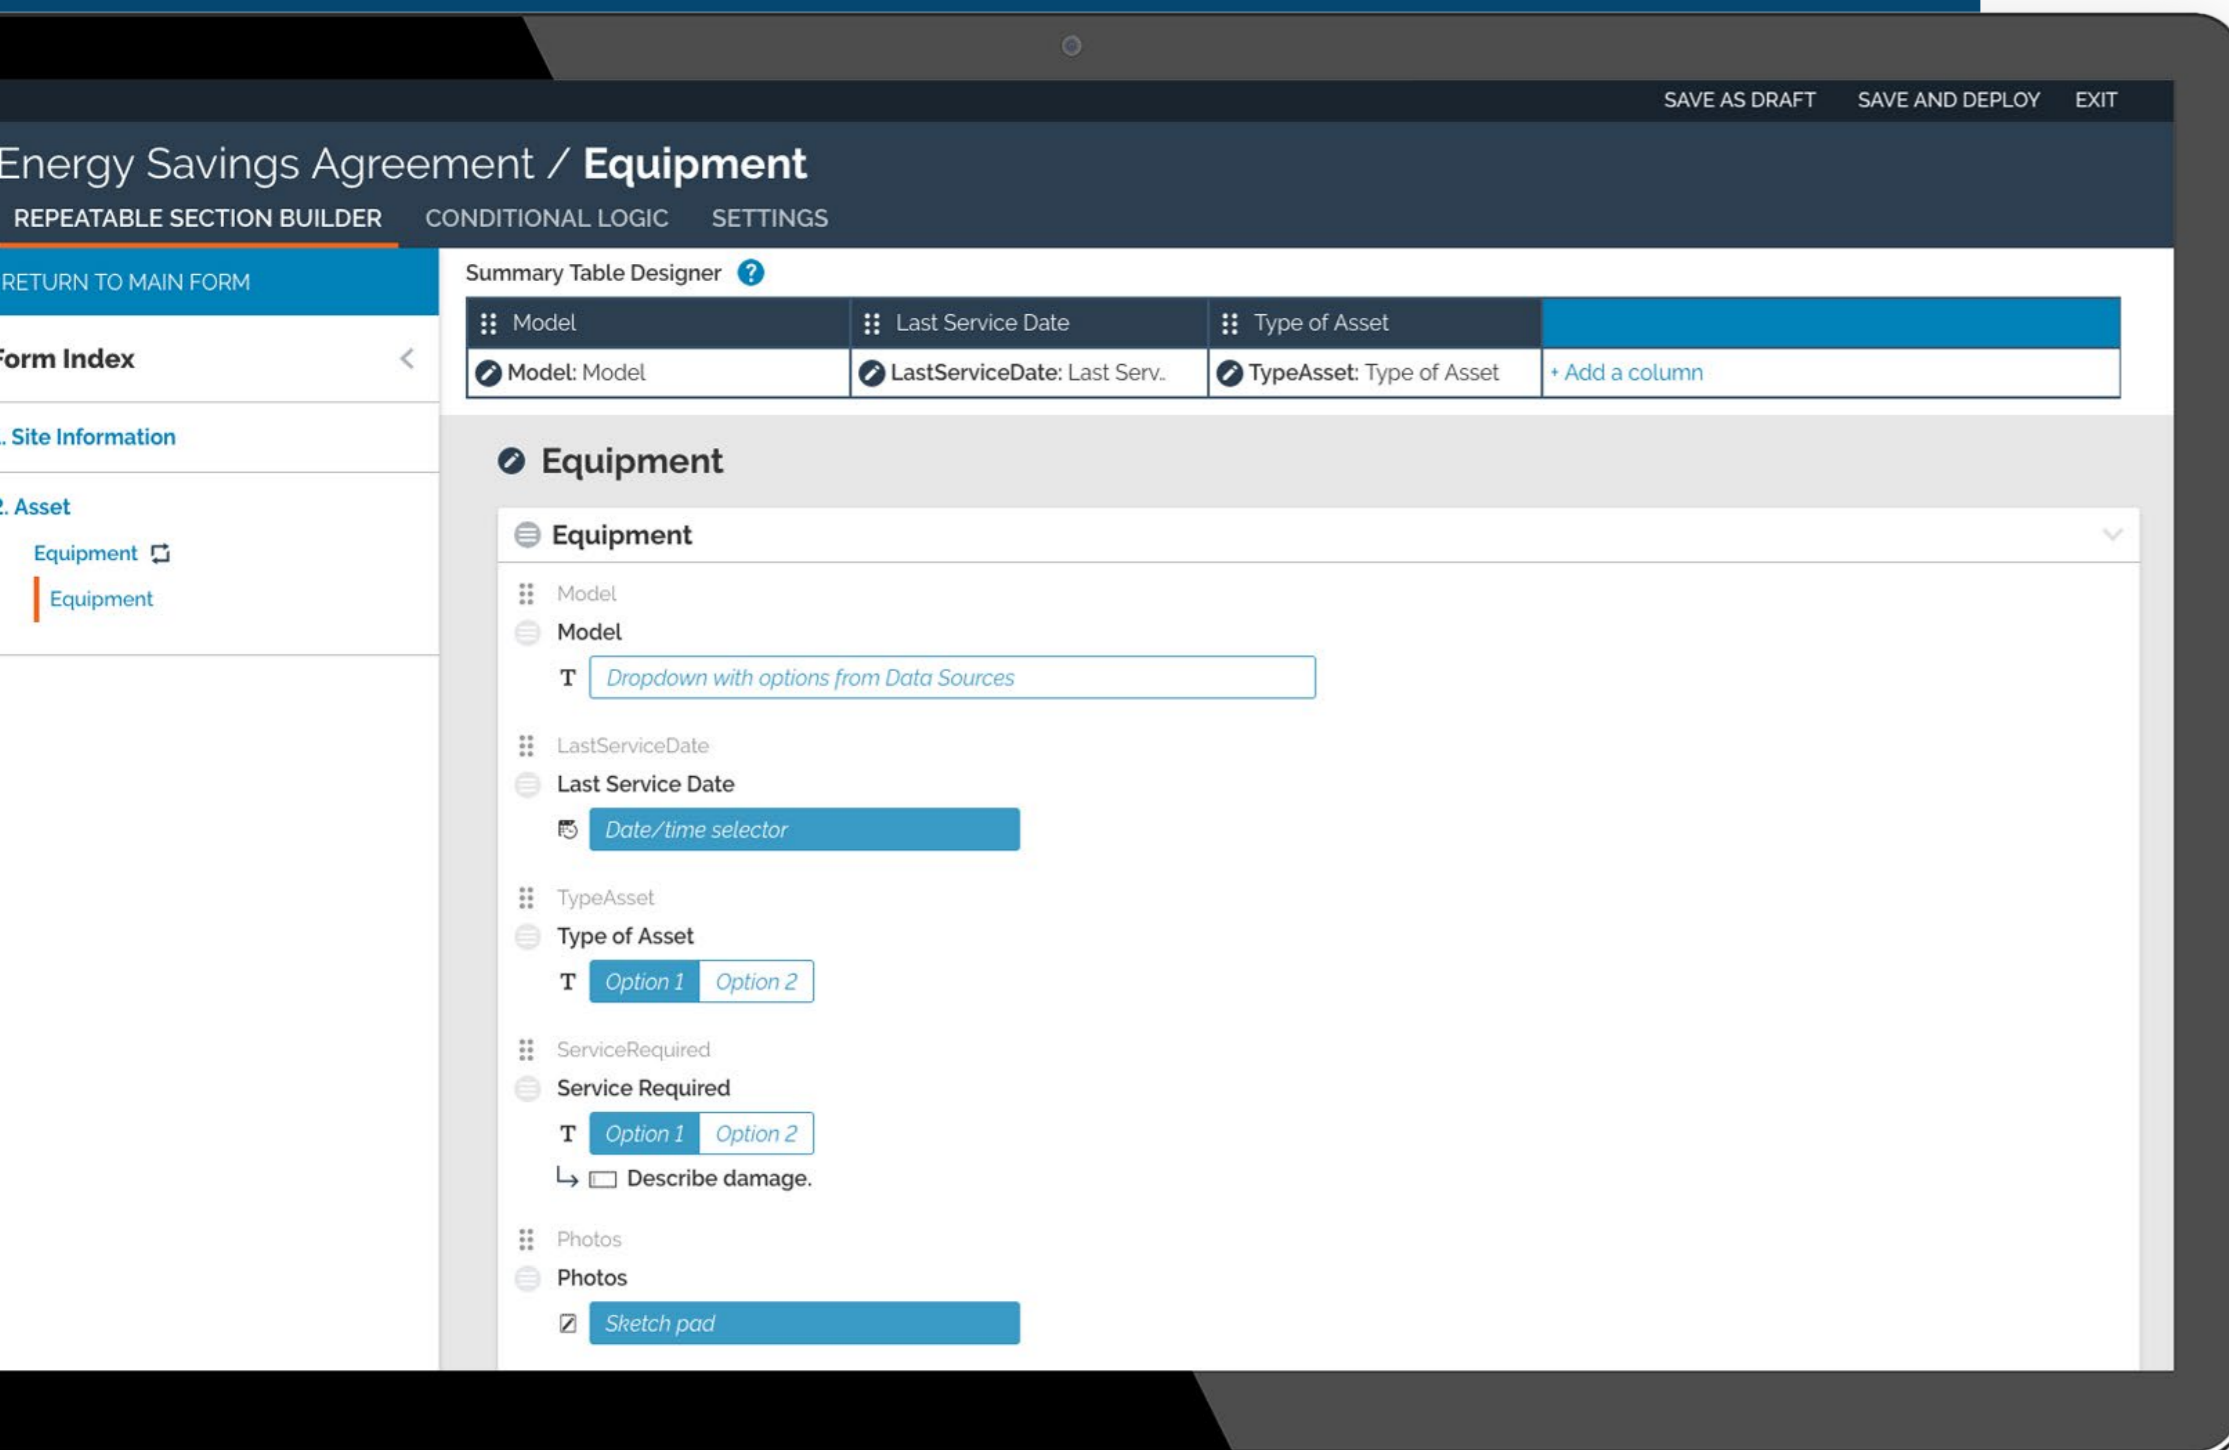 SAVE AS DRAFT SAVE AND DEPLOY EXIT
Energy Savings Agreement / Equipment
REPEATABLE SECTION BUILDER CONDITIONAL LOGIC SETTINGS
RETURN TO MAIN FORM
Form Index
. Site Information
2. Asset
Equipment
Equipment
Summary Table Designer ?
Model Last Service Date Type of Asset
Model: Model LastServiceDate: Last Serv.. TypeAsset: Type of Asset + Add a column
Equipment
Equipment
Model
Model
T Dropdown with options from Data Sources
LastServiceDate
Last Service Date
Date/time selector
TypeAsset
Type of Asset
T Option 1 Option 2
ServiceRequired
Service Required
T Option 1 Option 2
Describe damage.
Photos
Photos
Sketch pad